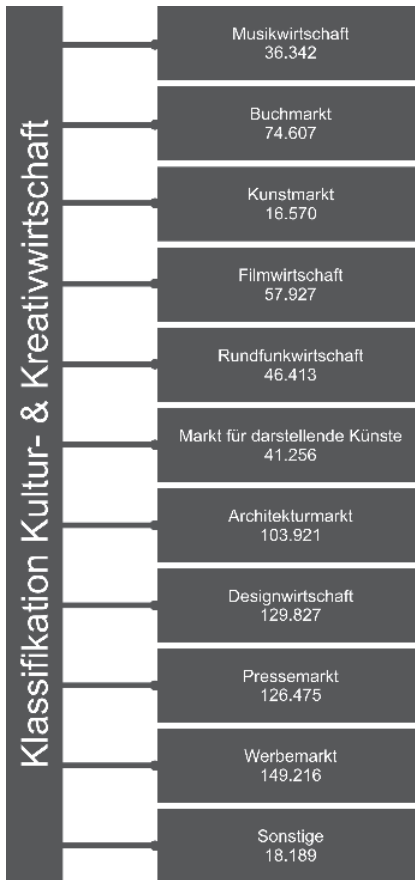 Klassifikation Kultur- & Kreativwirtschaft
Musikwirtschaft
36.342
Buchmarkt
74.607
Kunstmarkt
16.570
Filmwirtschaft
57.927
Rundfunkwirtschaft
46.413
Markt für darstellende Künste
41.256
Architekturmarkt
103.921
Designwirtschaft
129.827
Pressemarkt
126.475
Werbemarkt
149.216
Sonstige
18.189